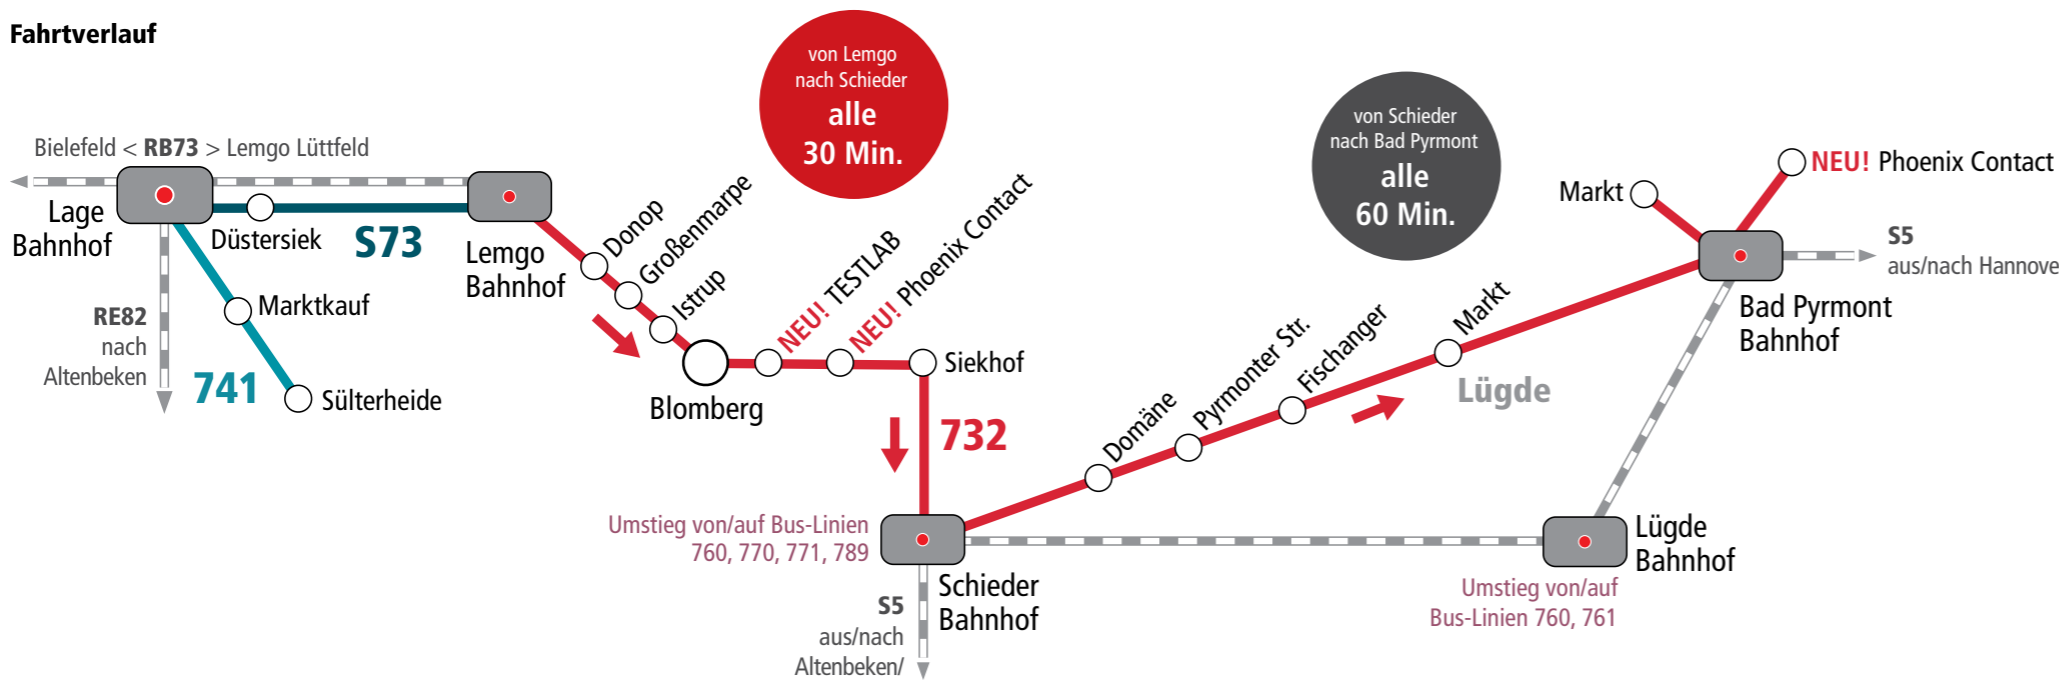 Fahrtverlauf
von Lemgo
nach Schieder
alle
30 Min.
von Schieder
nach Bad Pyrmont
alle
60 Min.
Bielefeld < RB73 > Lemgo Lüttfeld
Lage
Bahnhof
Düstersiek
S73
Lemgo
Bahnhof
RE82
nach
Altenbeken
Marktkauf
741
Sülterheide
Donop
Großenmarpe
Istrup
Blomberg
NEU! TESTLAB
NEU! Phoenix Contact
Siekhof
732
Umstieg von/auf Bus-Linien
760, 770, 771, 789
Schieder
Bahnhof
S5
aus/nach
Altenbeken/
Domäne
Pyrmonter Str.
Fischanger
Markt
Lügde
Markt
NEU! Phoenix Contact
S5
aus/nach Hannove
Bad Pyrmont
Bahnhof
Lügde
Bahnhof
Umstieg von/auf
Bus-Linien 760, 761